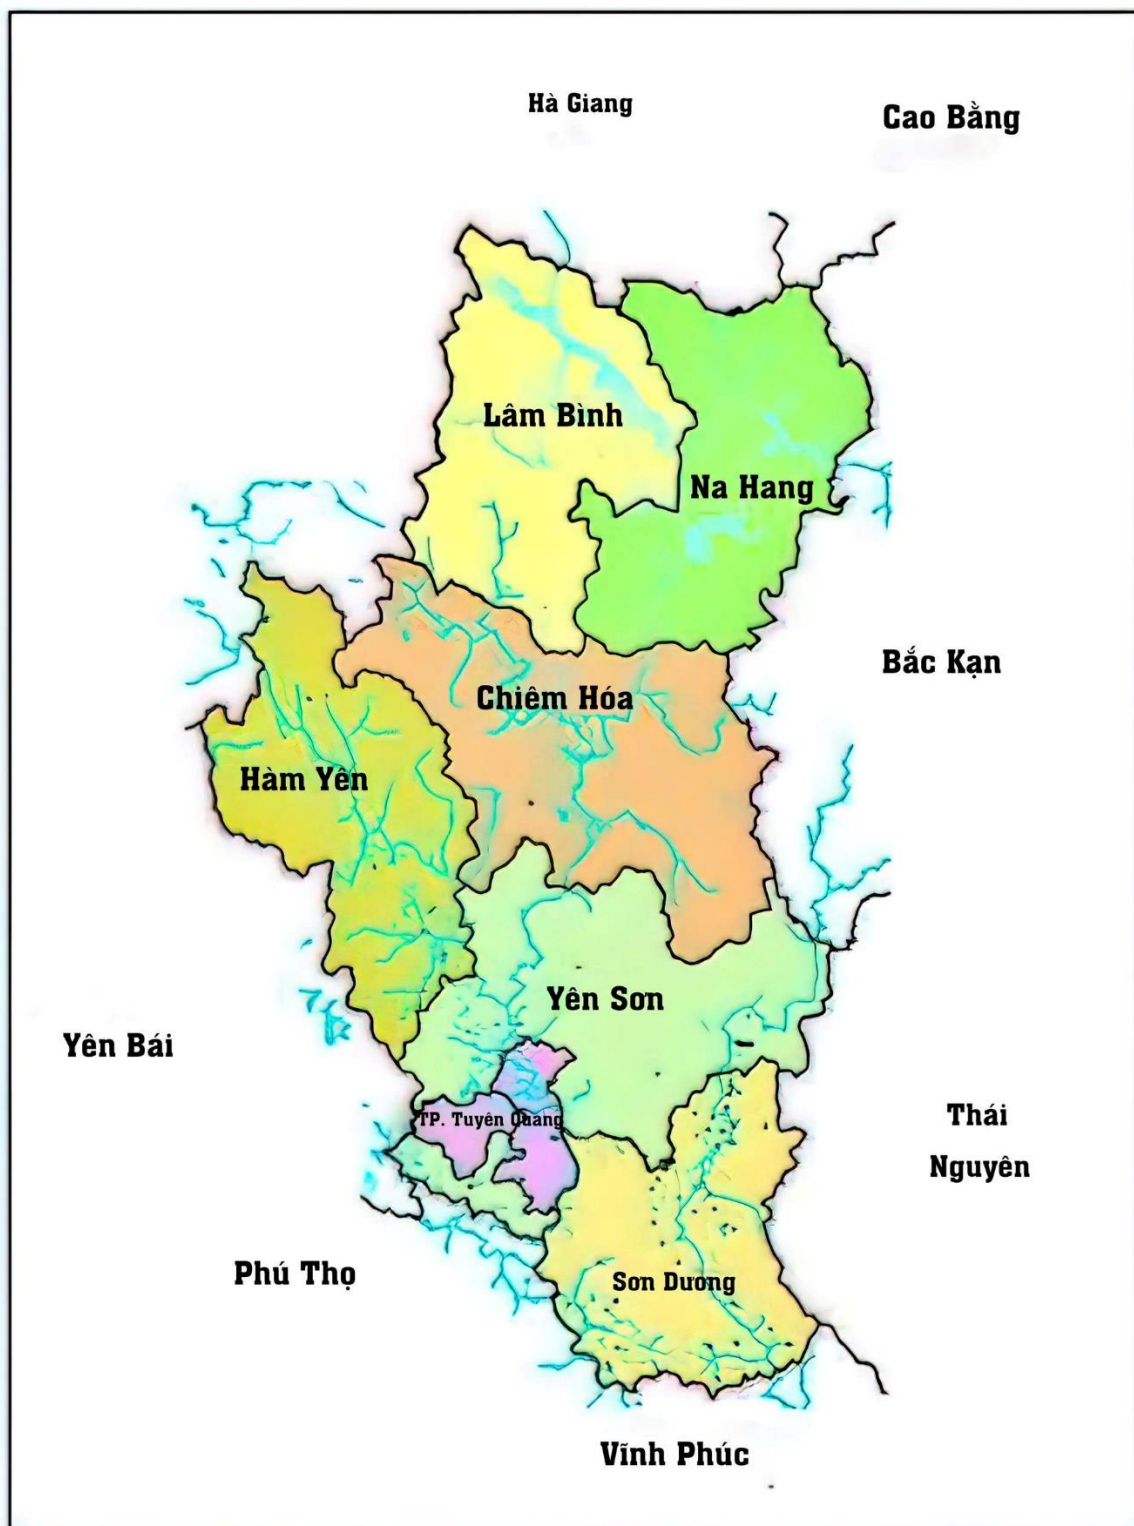 Hà Giang
Cao Bằng
Lâm Bình
Na Hang
Bắc Kạn
Chiêm Hóa
Hàm Yên
Yên Sơn
Yên Bái
TP. Tuyên Quang
Thái
Nguyên
Phú Thọ
Sơn Dương
Vĩnh Phúc